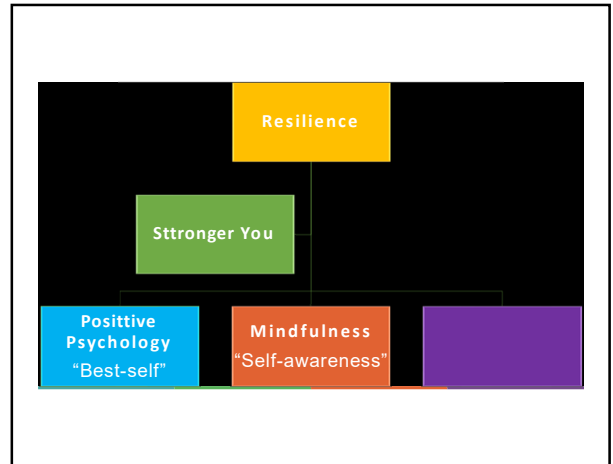 Resilience
Sttronger You
Posittive
Psychology
“Best-self”
Mindfulness
“Self-awareness”